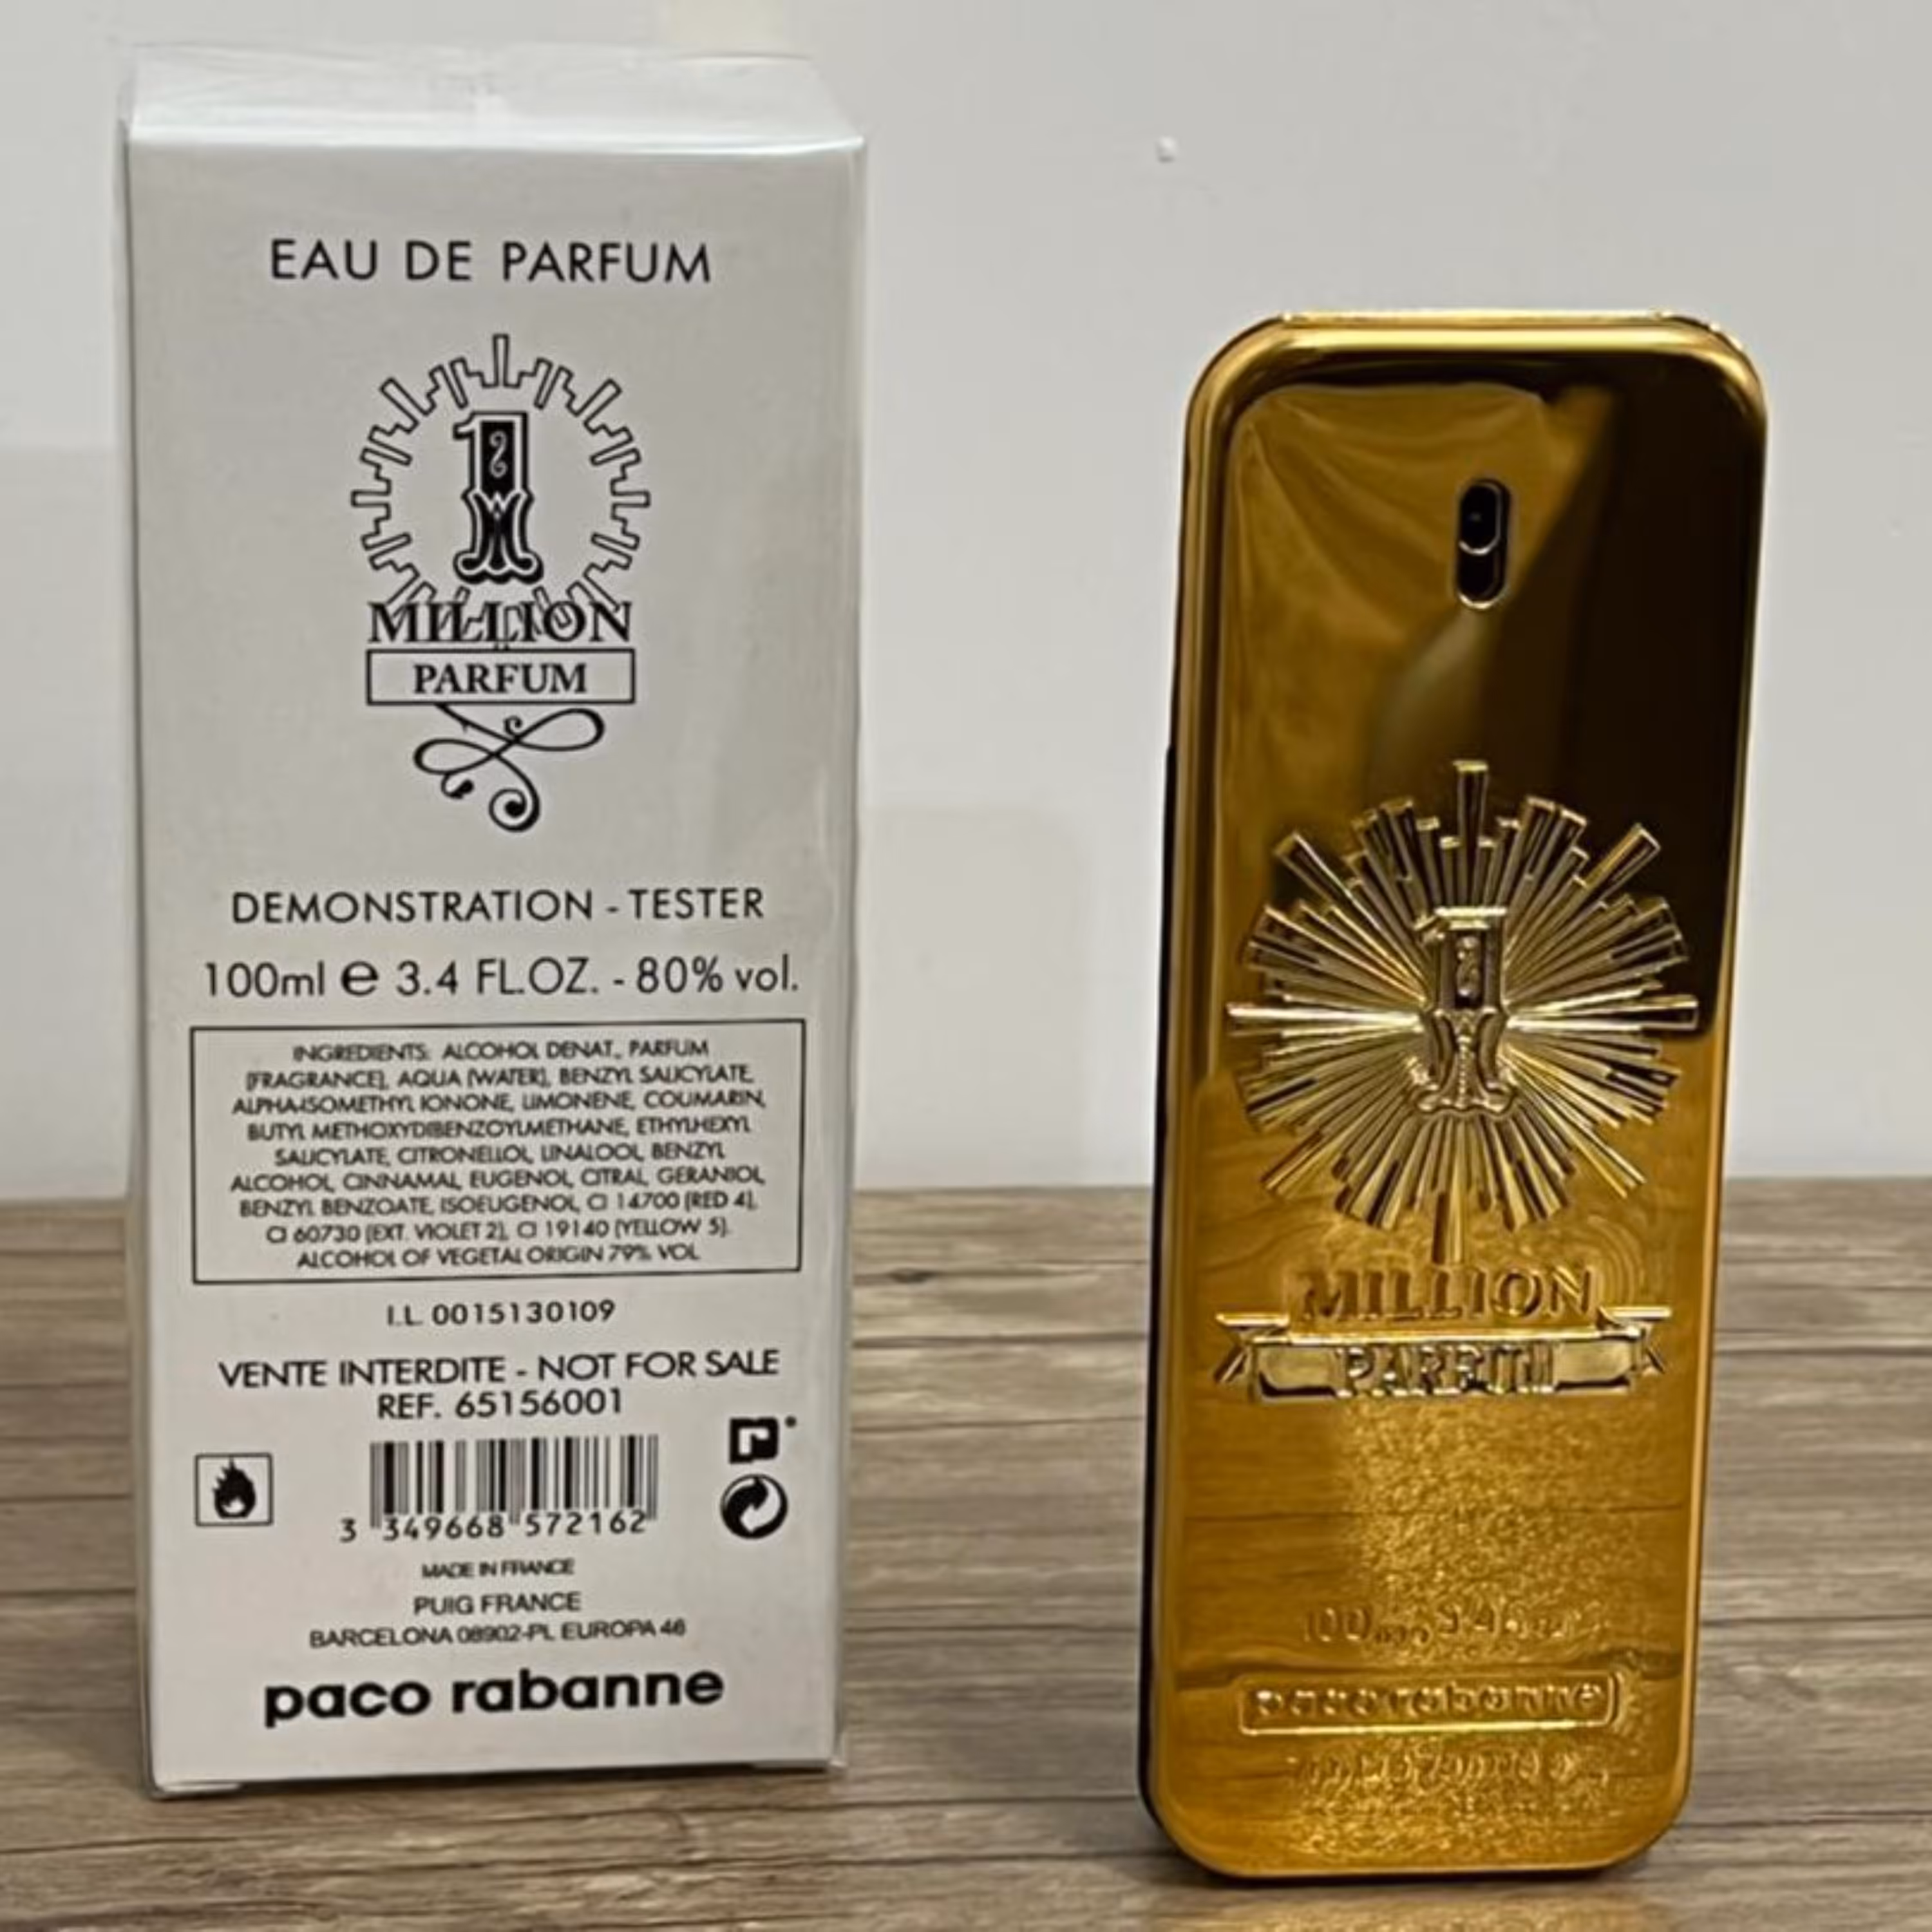 EAU DE PARFUM
1
MILLION
PARFUM
DEMONSTRATION - TESTER
100ml e 3.4 FL.OZ. - 80% vol.
INGREDIENTS: ALCOHOL DENAT., PARFUM
(FRAGRANCE), AQUA (WATER), BENZYL SALICYLATE,
ALPHA-ISOMETHYL IONONE, LIMONENE, COUMARIN,
BUTYL METHOXYDIBENZOYLMETHANE, ETHYLHEXYL
SALICYLATE, CITRONELLOL, LINALOOL, BENZYL
ALCOHOL, CINNAMAL, EUGENOL, CITRAL, GERANIOL,
BENZYL BENZOATE, ISOEUGENOL, CI 14700 (RED 4),
CI 60730 (EXT. VIOLET 2), CI 19140 (YELLOW 5).
ALCOHOL OF VEGETAL ORIGIN 79% VOL
I.L. 0015130109
VENTE INTERDITE - NOT FOR SALE
REF. 65156001
3 349668 572162
MADE IN FRANCE
PUIG FRANCE
BARCELONA 08902-PL EUROPA 46
paco rabanne
1
MILLION
PARFUM
paco rabanne